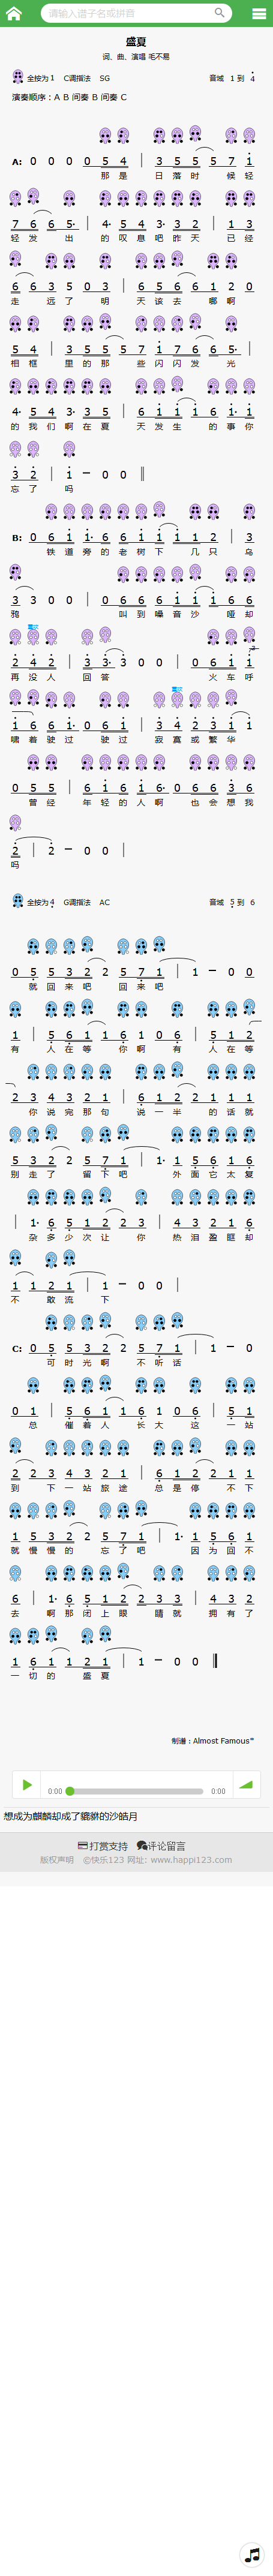 请输入谱子名或拼音
盛夏
词、曲、演唱 毛不易
全按为 1 C调指法 SG 音域 1 到 4
演奏顺序：A B 间奏 B 间奏 C
A: 0 0 0 0 5 4 | 3 5 5 5 7 1
那 是 日 落 时 候 轻
7 6 6 5· | 4· 5 4 3· 3 2 | 1 3
轻 发 出 的 叹 息 吧 昨 天 已 经
6 6 3 5 0 3 | 6 5 6 6 1 2 0
走 远 了 明 天 该 去 哪 啊
5 4 | 3 5 5 5 7 1 7 6 6 5· |
相 框 里 的 那 些 闪 闪 发 光
4· 5 4 3· 3 5 | 6 1 1 1 6 1· 1
的 我 们 啊 在 夏 天 发 生 的 事 你
3 2 | 1 – 0 0 ||
忘 了 吗
B: 0 6 1 1· 6 6 1 1 1 1 2 | 3
铁 道 旁 的 老 树 下 几 只 乌
3 3 0 0 | 0 6 6 6 1 1 1 6 6
鸦 叫 到 嗓 音 沙 哑 却
2 4 2 | 3 3· 3 0 0 | 0 6 1 1
再 没 人 回 答 火 车 呼
1 6 6 1· 0 6 1 | 3 4 2 3 1 1
啸 着 驶 过 驶 过 寂 寞 或 繁 华
0 5 5 | 6 1 6 1 6· 0 6 6 3 6
曾 经 年 轻 的 人 啊 也 会 想 我
2 | 2 – 0 0 |
吗
全按为 4 G调指法 AC 音域 5 到 6
0 5 5 3 2 2 5 7 1 | 1 – 0 0
就 回 来 吧 回 来 吧
1 | 5 6 1 1 6 1 0 6 | 5 1 2
有 人 在 等 你 啊 有 人 在 等
2 3 4 3 2 1 | 6 1 2 2 1 1 1
你 说 完 那 句 说 一 半 的 话 就
5 3 2 2 5 7 1 | 1· 1 5 6 1 6
别 走 了 留 下 吧 外 面 它 太 复
| 1· 6 5 1 2 2 3 | 4 3 2 1 6
杂 多 少 次 让 你 热 泪 盈 眶 却
1 1 2 1 | 1 – 0 0 |
不 敢 流 下
C: 0 5 5 3 2 2 5 7 1 | 1 – 0
可 时 光 啊 不 听 话
0 1 | 5 6 1 1 6 1 0 6 | 5 1
总 催 着 人 长 大 这 一 站
2 2 3 4 3 2 1 | 6 1 2 2 1 1
到 下 一 站 旅 途 总 是 停 不 下
1 5 3 2 2 5 7 1 | 1· 1 5 6 1
就 慢 慢 的 忘 了 吧 因 为 回 不
6 | 1· 6 5 1 2 2 3 3 | 4 3 2
去 啊 那 闭 上 眼 睛 就 拥 有 了
1 6 1 1 2 1 | 1 – 0 0 ||
一 切 的 盛 夏
制谱：Almost Famous"
0:00 0:00
想成为麒麟却成了貔貅的沙皓月
打赏支持 评论留言
版权声明 ©快乐123 网址: www.happi123.com